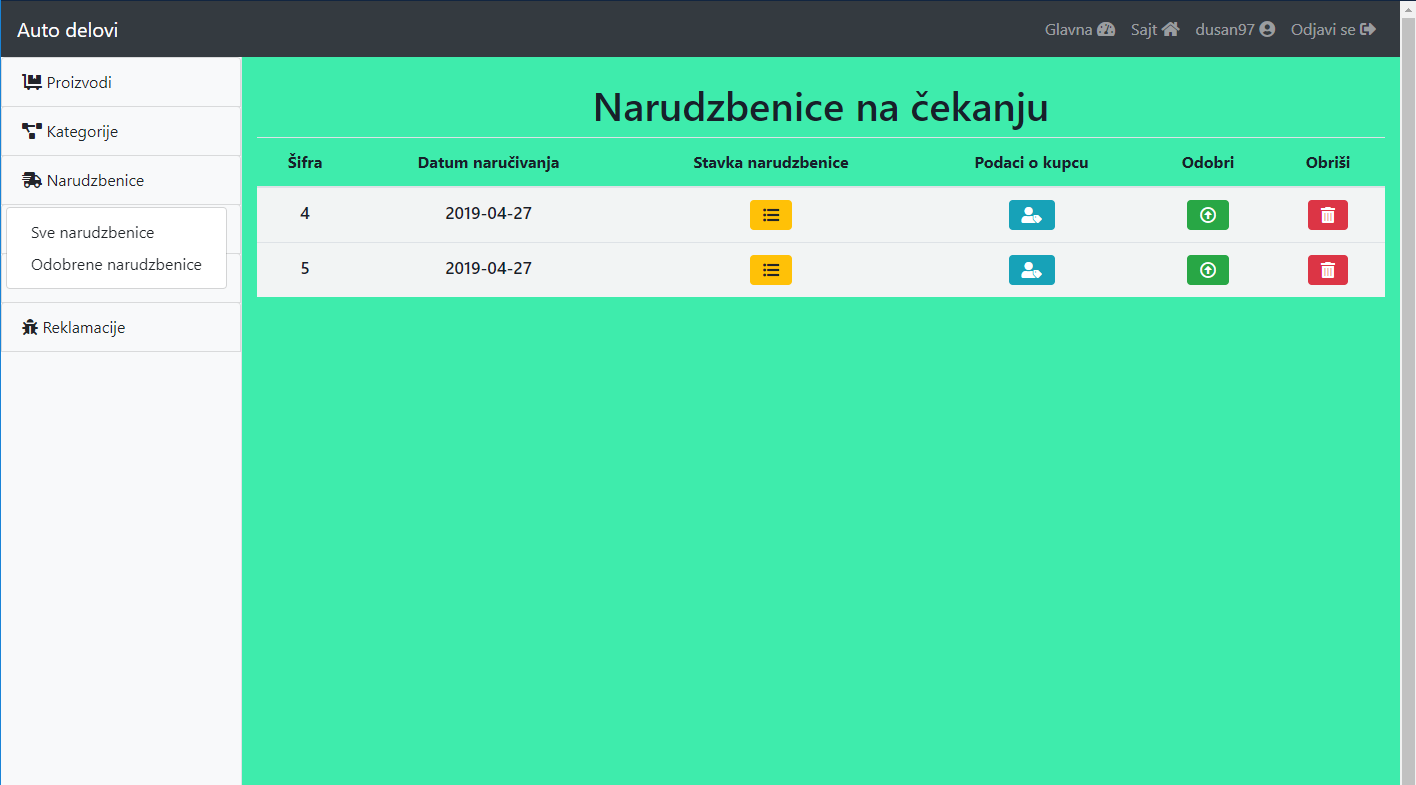 Auto delovi
Glavna Sajt dusan97 Odjavi se
Proizvodi
Kategorije
Narudzbenice
Sve narudzbenice
Odobrene narudzbenice
Reklamacije
Narudzbenice na čekanju
Šifra Datum naručivanja Stavka narudzbenice Podaci o kupcu Odobri Obriši
4 2019-04-27
5 2019-04-27